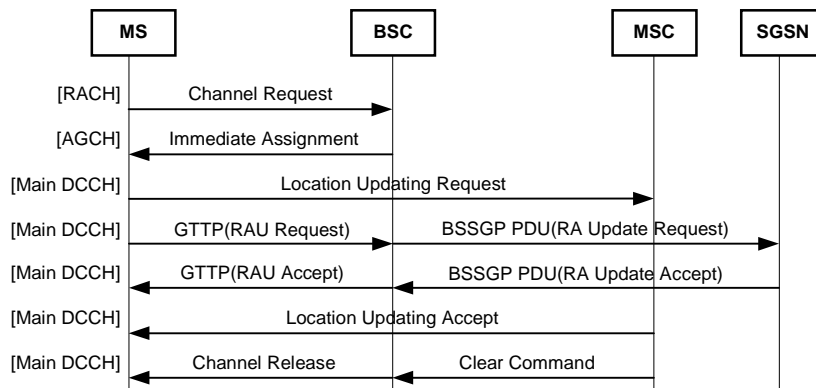 MS BSC MSC SGSN
[RACH] Channel Request
[AGCH] Immediate Assignment
[Main DCCH] Location Updating Request
[Main DCCH] GTTP(RAU Request) BSSGP PDU(RA Update Request)
[Main DCCH] GTTP(RAU Accept) BSSGP PDU(RA Update Accept)
[Main DCCH] Location Updating Accept
[Main DCCH] Channel Release Clear Command